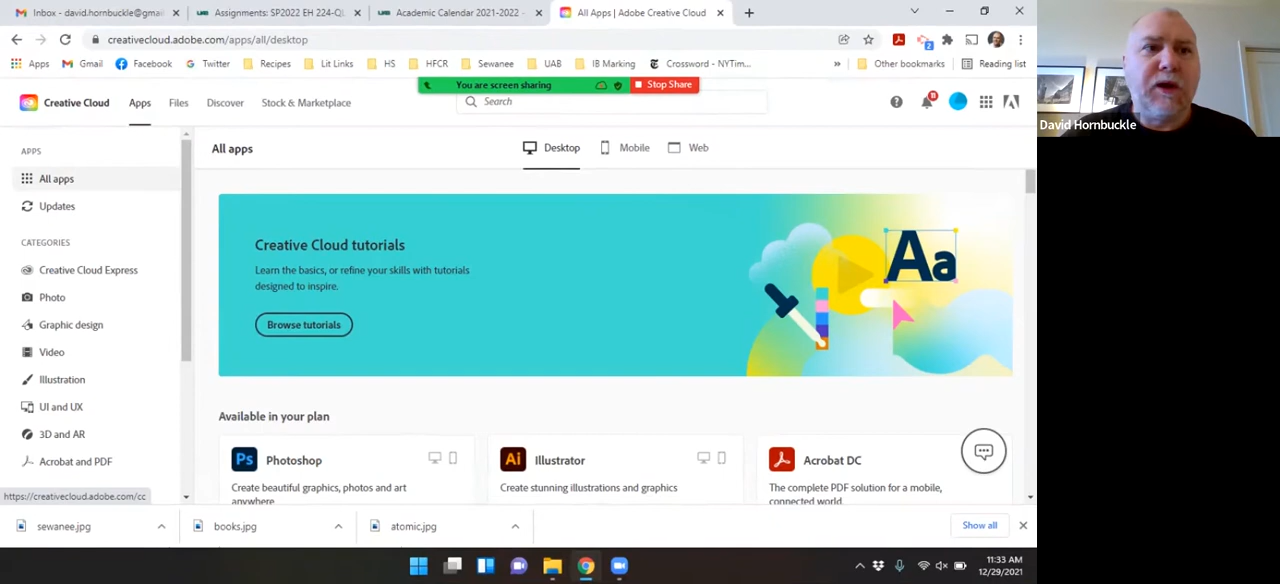 Inbox - david.hornbuckle@gmai
Assignments: SP2022 EH 224-QL
Academic Calendar 2021-2022 -
All Apps | Adobe Creative Cloud
creativecloud.adobe.com/apps/all/desktop
2
Apps
Gmail
Facebook
Twitter
Recipes
Lit Links
HS
HFCR
Sewanee
UAB
IB Marking
Crossword - NYTim...
»
Other bookmarks
Reading list
You are screen sharing
Stop Share
Creative Cloud
Apps
Files
Discover
Stock & Marketplace
Search
David Hornbuckle
APPS
All apps
Updates
CATEGORIES
Creative Cloud Express
Photo
Graphic design
Video
Illustration
UI and UX
3D and AR
Acrobat and PDF
https://creativecloud.adobe.com/cc
All apps
Desktop
Mobile
Web
Creative Cloud tutorials
Learn the basics, or refine your skills with tutorials
designed to inspire.
Browse tutorials
Aa
Available in your plan
Ps Photoshop
Create beautiful graphics, photos and art
anywhere
Ai Illustrator
Create stunning illustrations and graphics
Acrobat DC
The complete PDF solution for a mobile,
connected world.
sewanee.jpg
books.jpg
atomic.jpg
Show all
11:33 AM
12/29/2021